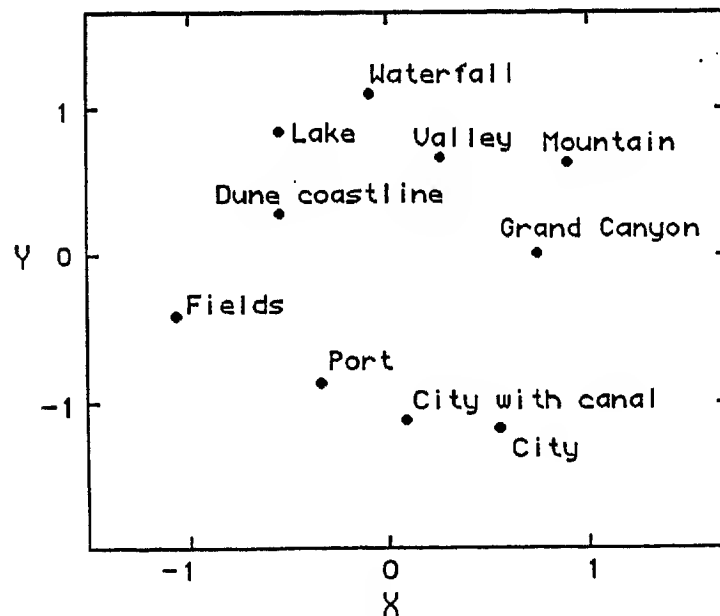 Waterfall
1
Lake
Valley
Mountain
Dune coastline
Grand Canyon
Y 0
Fields
Port
-1
City with canal
City
-1 0 1
X